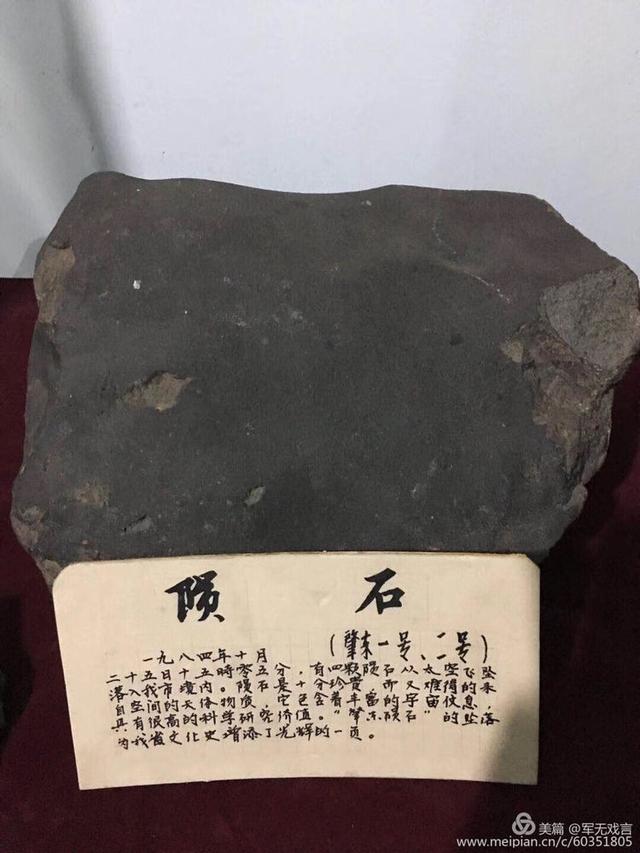 陨 石
(肇东一号、二号)
一九八四年十月
二十五日十五時零五分,有四颗陨石从太空飞坠
落入我市境内。陨石,是十分珍贵而又难得的来
自空间的天体物质,它含着丰富的宇宙的
具有很高的科学研究价值。"肇东陨石"的坠落
为我省文化史增添了光辉的一页。
美篇 @军无戏言
www.meipian.cn/c/60351805